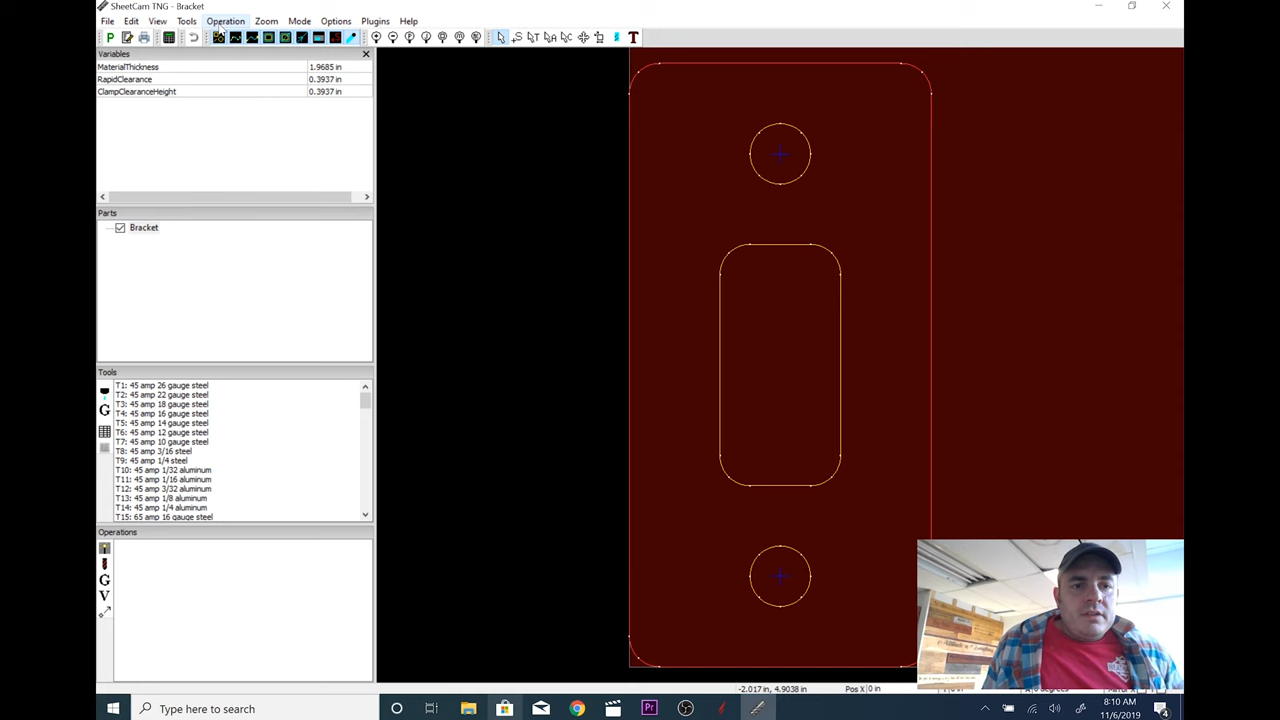 SheetCam TNG - Bracket
File Edit View Tools Operation Zoom Mode Options Plugins Help
Variables
MaterialThickness 1.9685 in
RapidClearance 0.3937 in
ClampClearanceHeight 0.3937 in
Parts
Bracket
Tools
T1: 45 amp 26 gauge steel
T2: 45 amp 22 gauge steel
T3: 45 amp 18 gauge steel
T4: 45 amp 16 gauge steel
T5: 45 amp 14 gauge steel
T6: 45 amp 12 gauge steel
T7: 45 amp 10 gauge steel
T8: 45 amp 3/16 steel
T9: 45 amp 1/4 steel
T10: 45 amp 1/32 aluminum
T11: 45 amp 1/16 aluminum
T12: 45 amp 3/32 aluminum
T13: 45 amp 1/8 aluminum
T14: 45 amp 1/4 aluminum
T15: 65 amp 16 gauge steel
Operations
-2.017 in, 4.9038 in Pos X 0 in
Type here to search
8:10 AM
11/6/2019
4